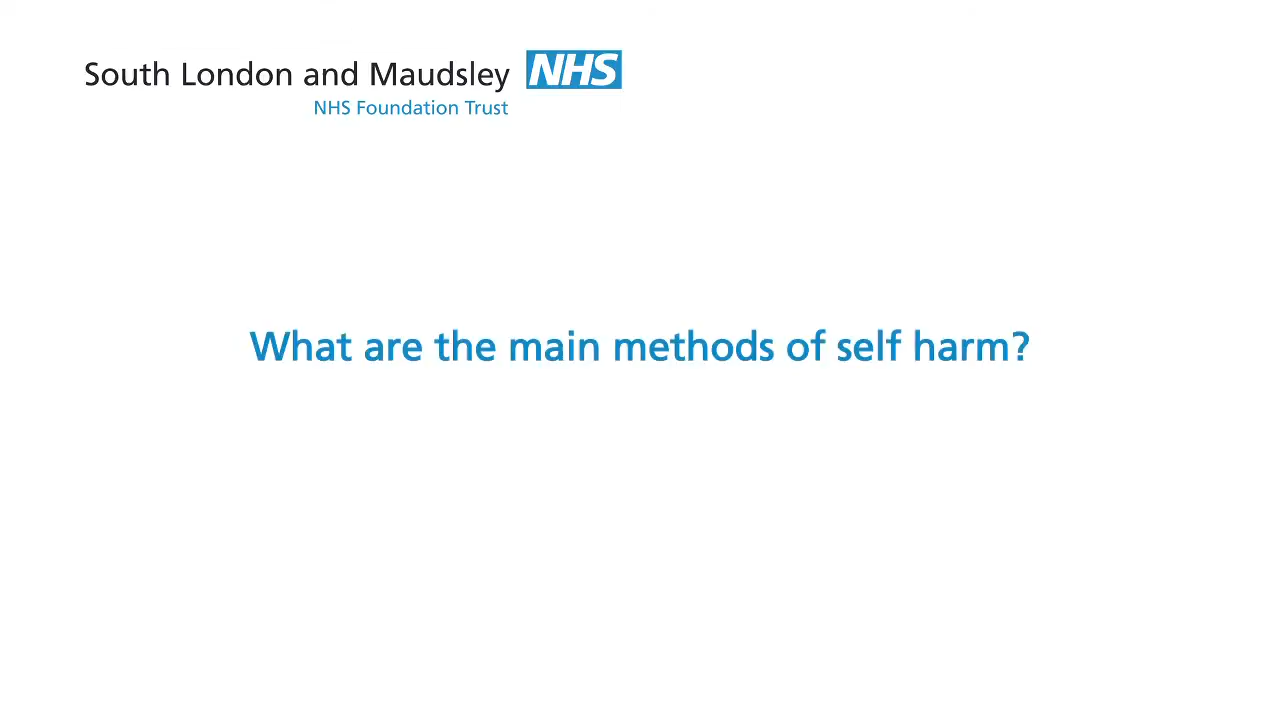 South London and Maudsley NHS
NHS Foundation Trust
What are the main methods of self harm?